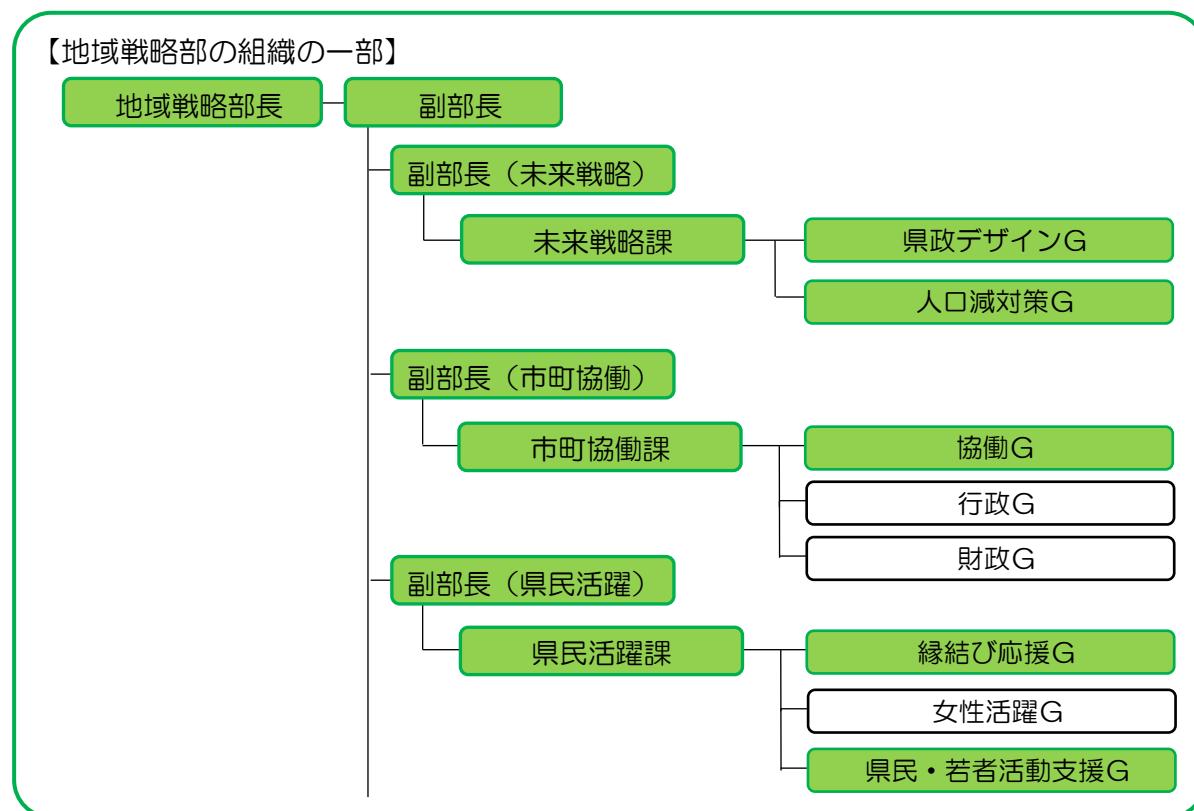 【地域戦略部の組織の一部】
地域戦略部長
副部長
副部長（未来戦略）
未来戦略課
県政デザインG
人口減対策G
副部長（市町協働）
市町協働課
協働G
行政G
財政G
副部長（県民活躍）
県民活躍課
縁結び応援G
女性活躍G
県民・若者活動支援G